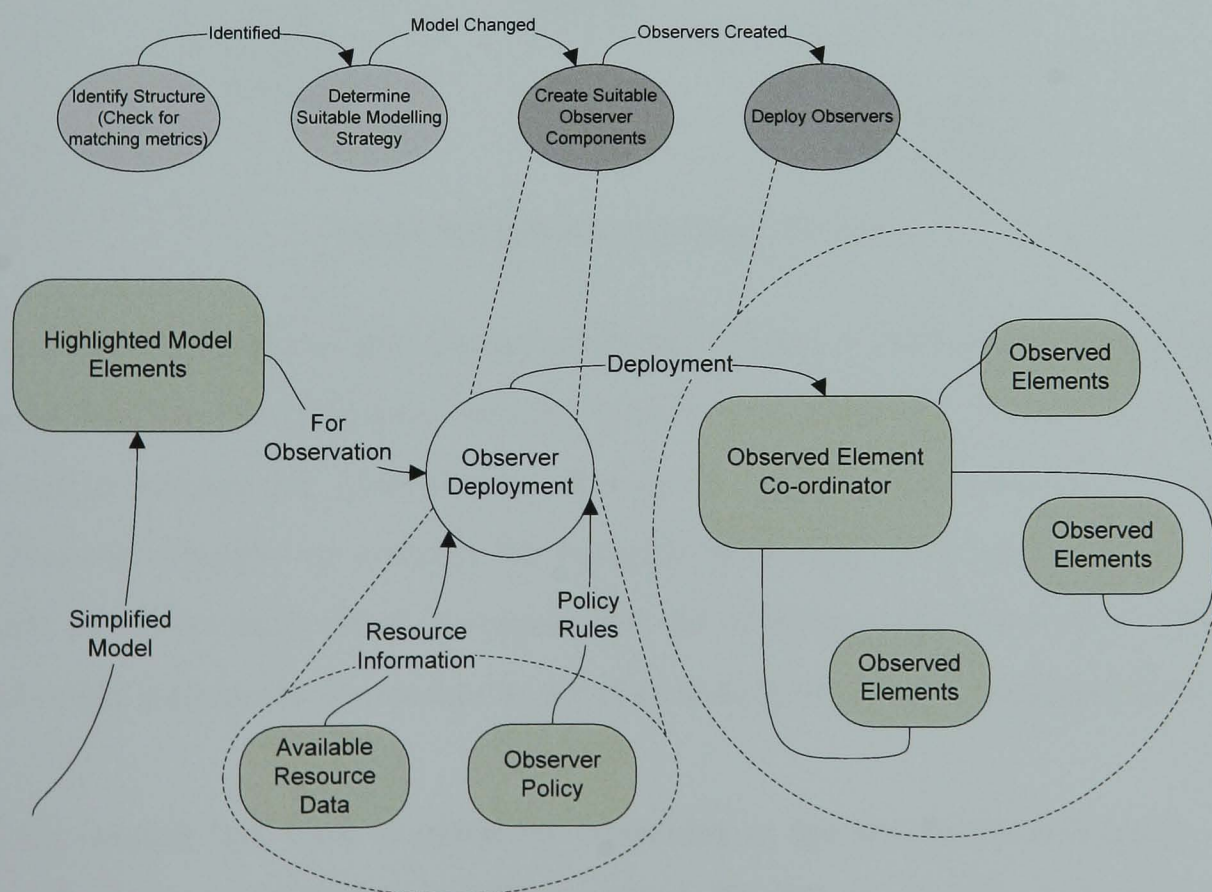 Identified
Model Changed
Observers Created
Identify Structure
(Check for
matching metrics)
Determine
Suitable Modelling
Strategy
Create Suitable
Observer
Components
Deploy Observers
Highlighted Model
Elements
For
Observation
Observer
Deployment
Deployment
Observed Element
Co-ordinator
Observed
Elements
Observed
Elements
Observed
Elements
Simplified
Model
Resource
Information
Policy
Rules
Available
Resource
Data
Observer
Policy